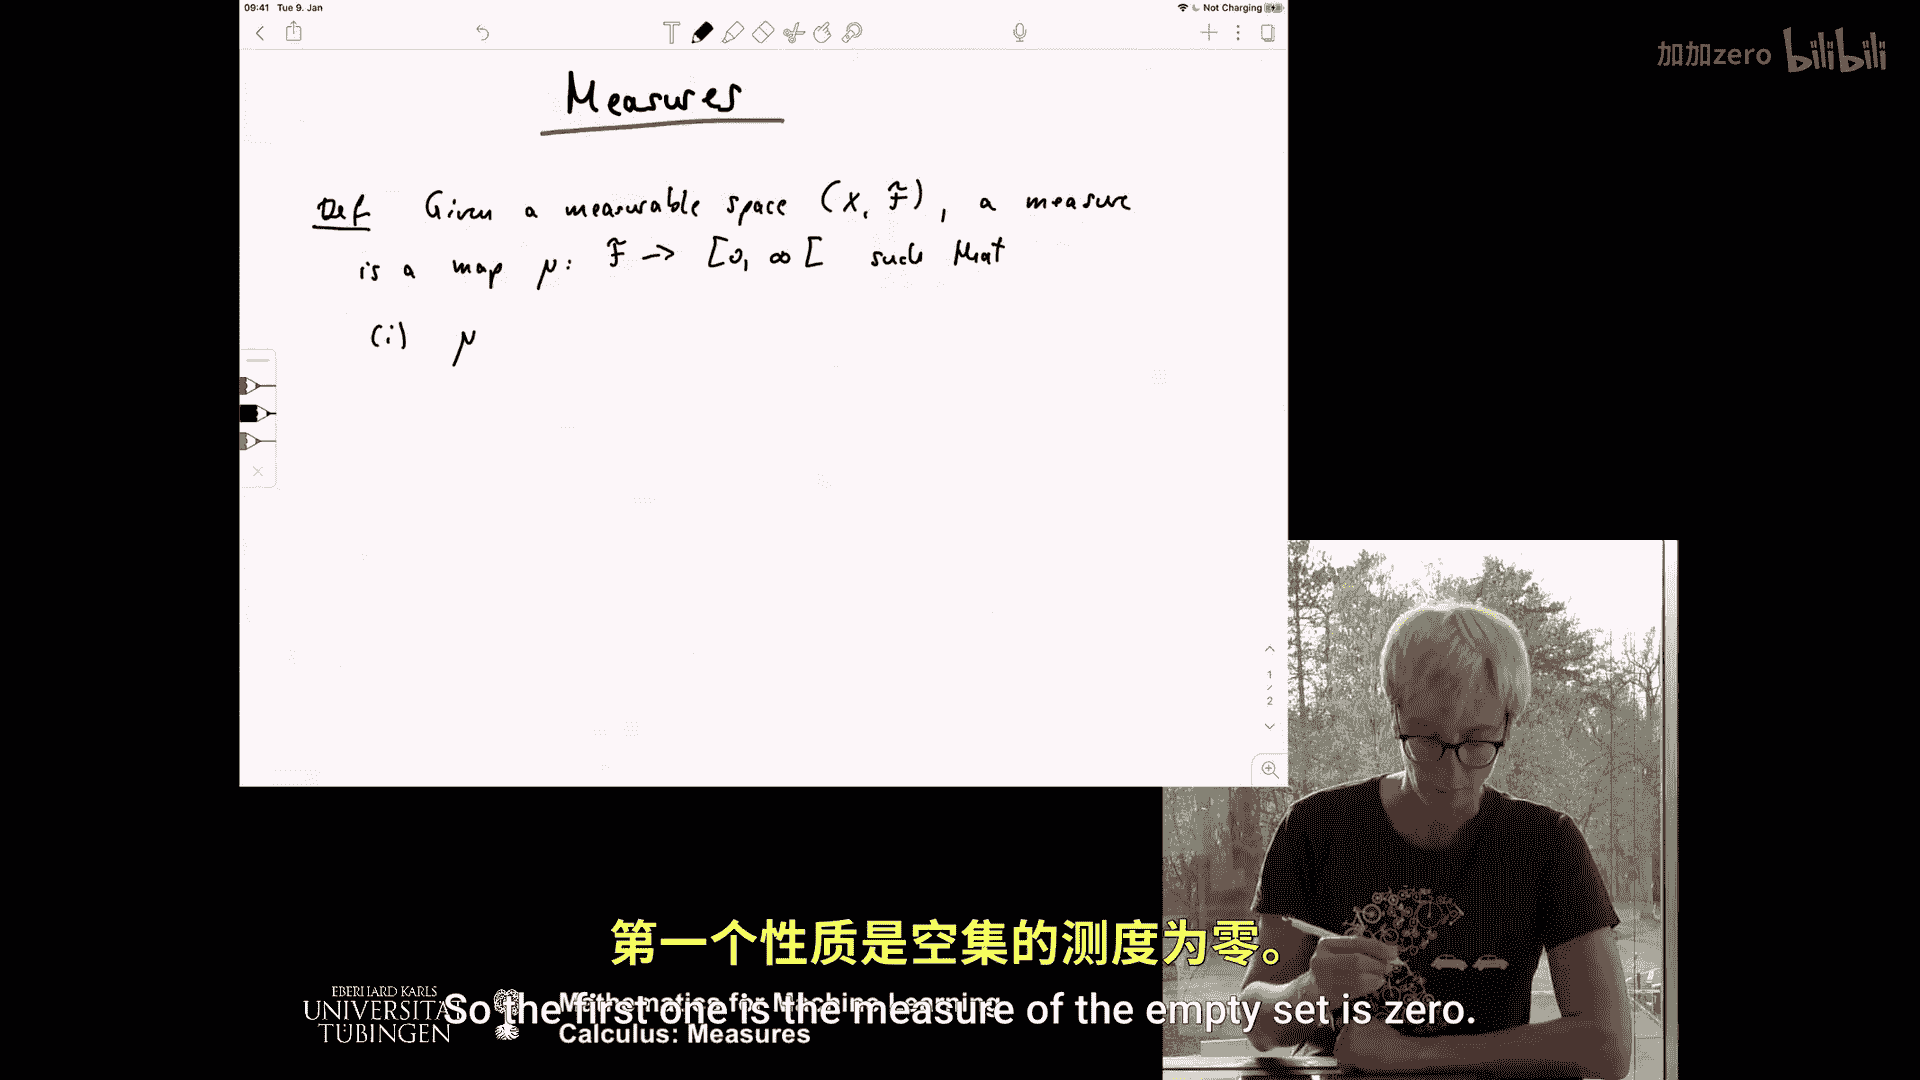 09:41 Tue 9. Jan
Not Charging
加加zero bilibili
Measures
Def Given a measurable space (X, F), a measure
is a map μ: F -> [0, ∞[ such that
(i) μ
1
2
第一个性质是空集的测度为零。
So the first one is the measure of the empty set is zero.
EBERHARD KARLS
UNIVERSITÄT
TÜBINGEN
Mathematics for Machine Learning
Calculus: Measures